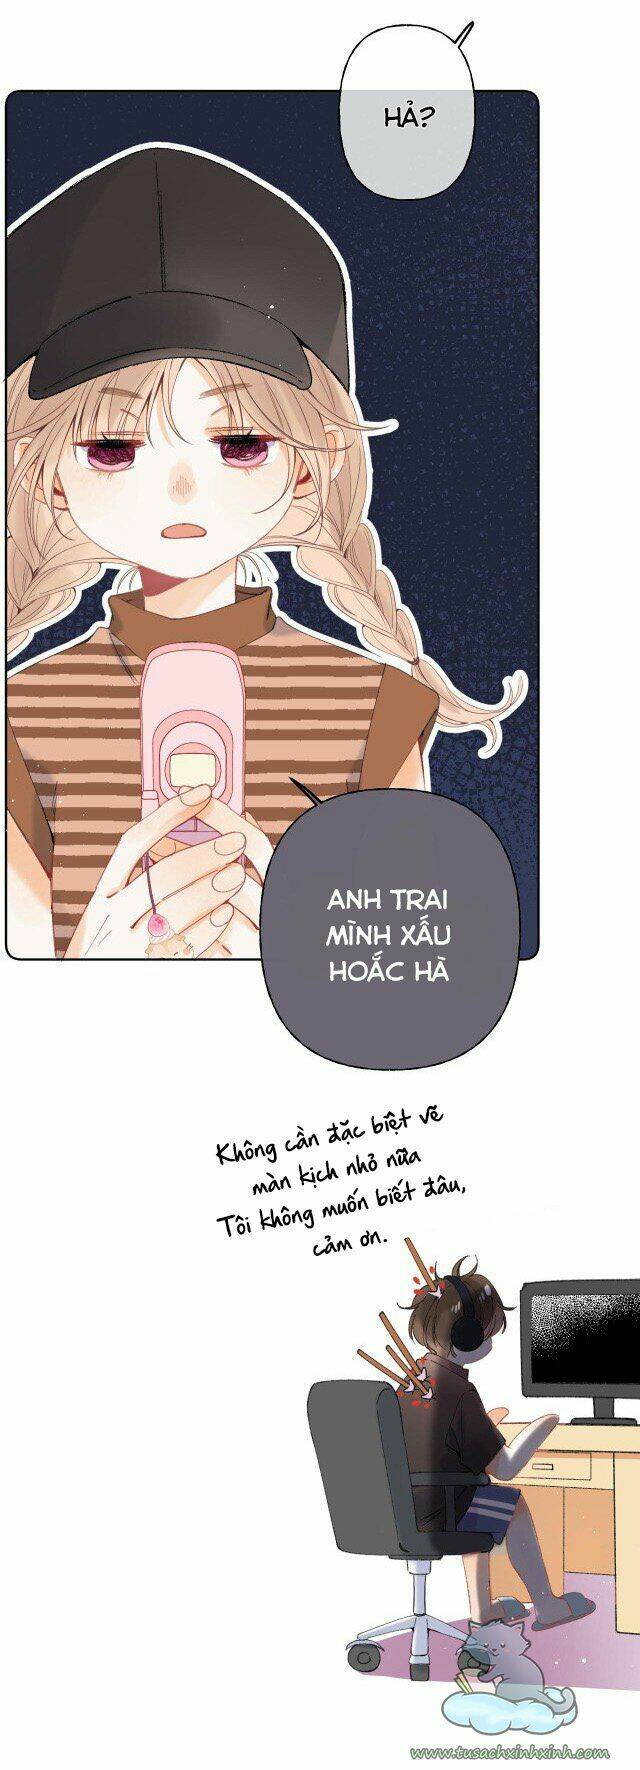 HẢ?
ANH TRAI
MÌNH XẤU
HOẮC HÀ
Không cần đặc biệt vẽ
màn kịch nhỏ nữa
Tôi không muốn biết đâu,
cảm ơn.
www.tusachxinhxinh.com